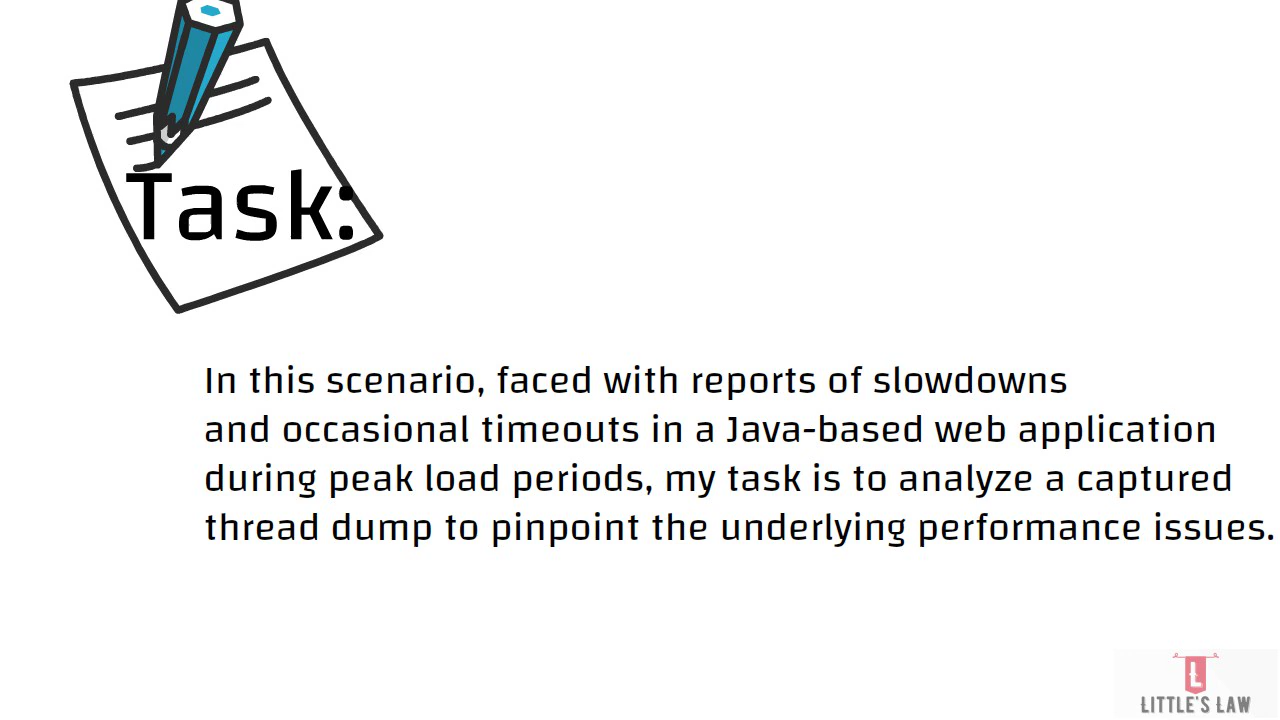 Task:
In this scenario, faced with reports of slowdowns
and occasional timeouts in a Java-based web application
during peak load periods, my task is to analyze a captured
thread dump to pinpoint the underlying performance issues.
L
LITTLE'S LAW